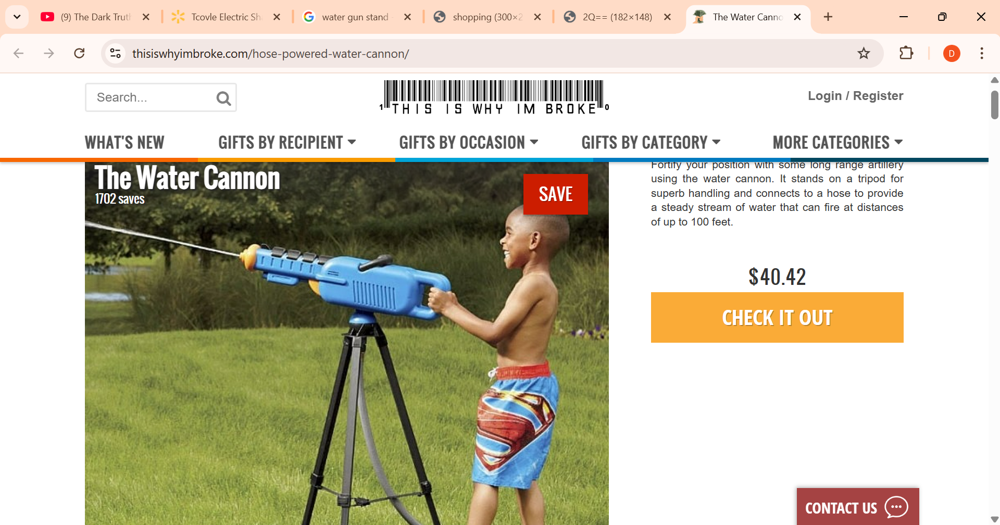 (9) The Dark Trut
Tcovle Electric Sh
water gun stand
shopping (300×2
2Q== (182×148)
The Water Canno
thisiswhyimbroke.com/hose-powered-water-cannon/
D
Search...
1 THIS IS WHY IM BROKE 0
Login / Register
WHAT'S NEW
GIFTS BY RECIPIENT
GIFTS BY OCCASION
GIFTS BY CATEGORY
MORE CATEGORIES
The Water Cannon
1702 saves
SAVE
Fortify your position with some long range artillery
using the water cannon. It stands on a tripod for
superb handling and connects to a hose to provide
a steady stream of water that can fire at distances
of up to 100 feet.
$40.42
CHECK IT OUT
CONTACT US